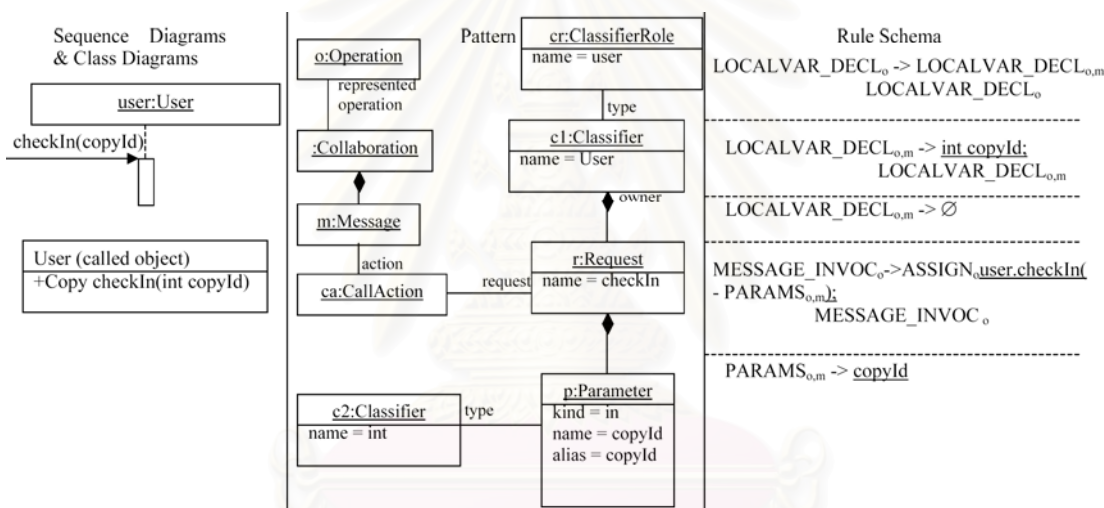 Sequence Diagrams
& Class Diagrams
user:User
checkIn(copyId)
User (called object)
+Copy checkIn(int copyId)
Pattern
o:Operation
represented
operation
:Collaboration
m:Message
action
ca:CallAction
request
c2:Classifier
name = int
type
cr:ClassifierRole
name = user
type
c1:Classifier
name = User
owner
r:Request
name = checkIn
p:Parameter
kind = in
name = copyId
alias = copyId
Rule Schema
LOCALVAR_DECLo -> LOCALVAR_DECLo,m
LOCALVAR_DECLo
LOCALVAR_DECLo,m -> int copyId;
LOCALVAR_DECLo,m
LOCALVAR_DECLo,m -> ∅
MESSAGE_INVOCo->ASSIGNouser.checkIn(
- PARAMSo,m);
MESSAGE_INVOC o
PARAMSo,m -> copyId